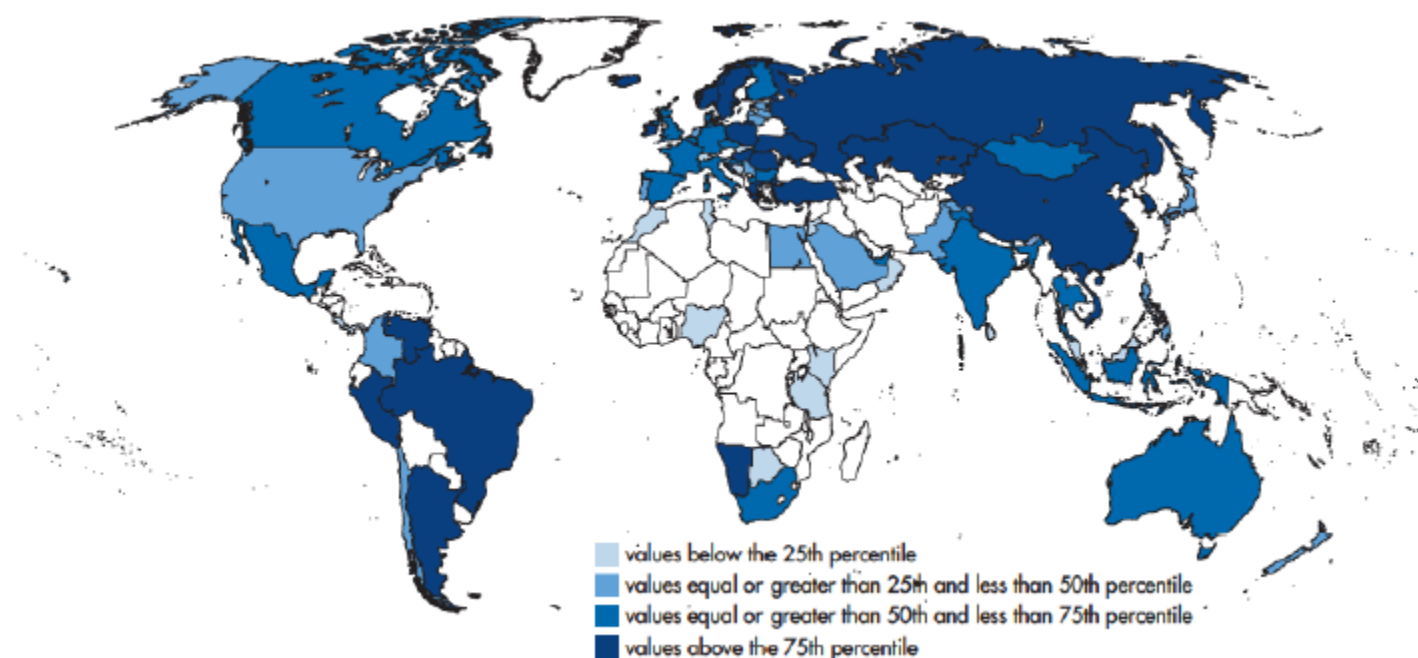 values below the 25th percentile
values equal or greater than 25th and less than 50th percentile
values equal or greater than 50th and less than 75th percentile
values above the 75th percentile